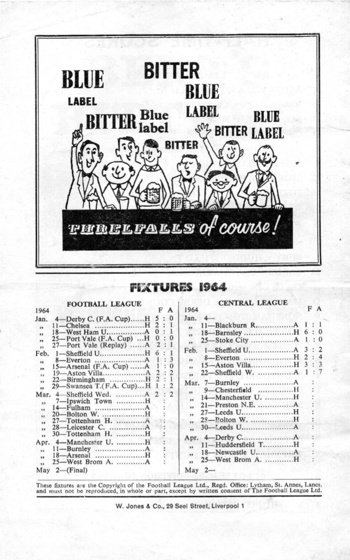 BLUE
LABEL
BITTER
BLUE
LABEL
BITTER
Blue
label
BITTER
BITTER
BLUE
LABEL
THRELFALLS of course!
FIXTURES 1964
FOOTBALL LEAGUE
1964 F A
Jan. 4—Derby C. (F.A. Cup)......H 5 : 0
„ 11—Chelsea ..................H 2 : 1
„ 18—West Ham U...............A 0 : 1
„ 25—Port Vale (F.A. Cup) ......H 0 : 0
„ 27—Port Vale (Replay) .........A 2 : 1
Feb. 1—Sheffield U..................H 6 : 1
„ 8—Everton .....................A 1 : 3
„ 15—Arsenal (F.A. Cup).........A 1 : 0
„ 19—Aston Villa ..................A 2 : 2
„ 22—Birmingham ...............H 2 : 1
„ 29—Swansea T.(F.A. Cup)...H 1 : 2
Mar. 4—Sheffield Wed. ............A 2 : 2
„ 7—Ipswich Town ............H :
„ 14—Fulham .....................A :
„ 20—Bolton W. ..................H :
„ 27—Tottenham H. ............A :
„ 28—Leicester C. ...............A :
„ 30—Tottenham H. ............H :
Apr. 4—Manchester U. ............H :
„ 11—Burnley .....................A :
„ 18—Arsenal .....................H :
„ 25—West Brom A. ............A :
May 2—(Final)
CENTRAL LEAGUE
1964 F A
Jan. 4—
„ 11—Blackburn R...............A 1 : 1
„ 18—Barnsley .....................H 6 : 0
„ 25—Stoke City ..................A 1 : 0
Feb. 1—Sheffield U..................A 3 : 2
„ 8—Everton .....................H 2 : 4
„ 15—Aston Villa..................H 3 : 3
„ 22—Sheffield W. ...............A 1 : 7
Mar. 7—Burnley .....................A :
„ 9—Chesterfield ...............H :
„ 14—Manchester U. ............H :
„ 21—Preston N.E. ...............A :
„ 27—Leeds U.....................H :
„ 28—Bolton W. ..................H :
„ 30—Leeds U.....................A :
Apr. 4—Derby C. .....................A :
„ 11—Huddersfield T. ............H :
„ 18—Newcastle U ...............A :
„ 25—West Brom A. ............H :
May 2—
These fixtures are the Copyright of the Football League Ltd., Regd. Office: Lytham, St. Annes, Lancs.
and must not be reproduced, in whole or part, except by written consent of The Football League Ltd.
W. Jones & Co., 29 Seel Street, Liverpool 1